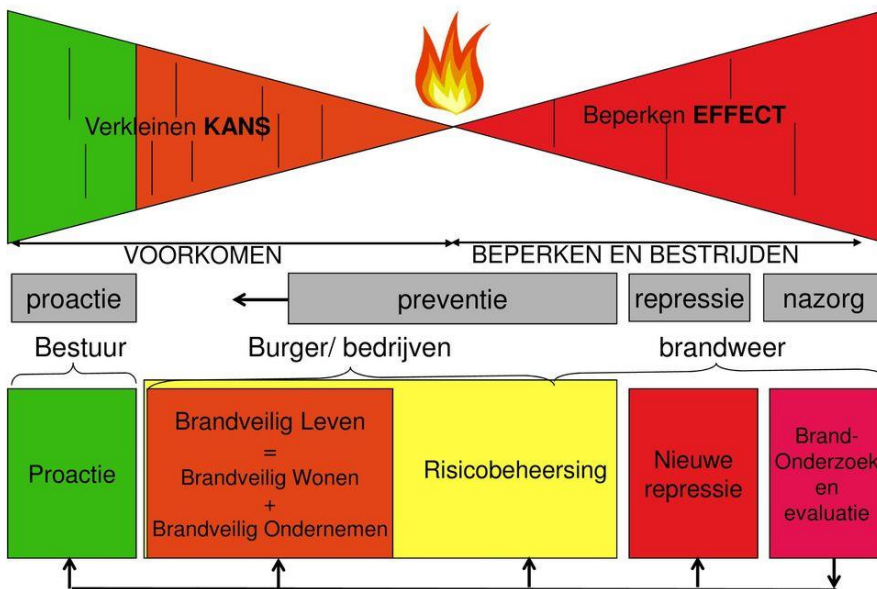 Verkleinen KANS
Beperken EFFECT
VOORKOMEN
BEPERKEN EN BESTRIJDEN
proactie
preventie
repressie
nazorg
Bestuur
Burger/ bedrijven
brandweer
Proactie
Brandveilig Leven
=
Brandveilig Wonen
+
Brandveilig Ondernemen
Risicobeheersing
Nieuwe
repressie
Brand-
Onderzoek
en
evaluatie